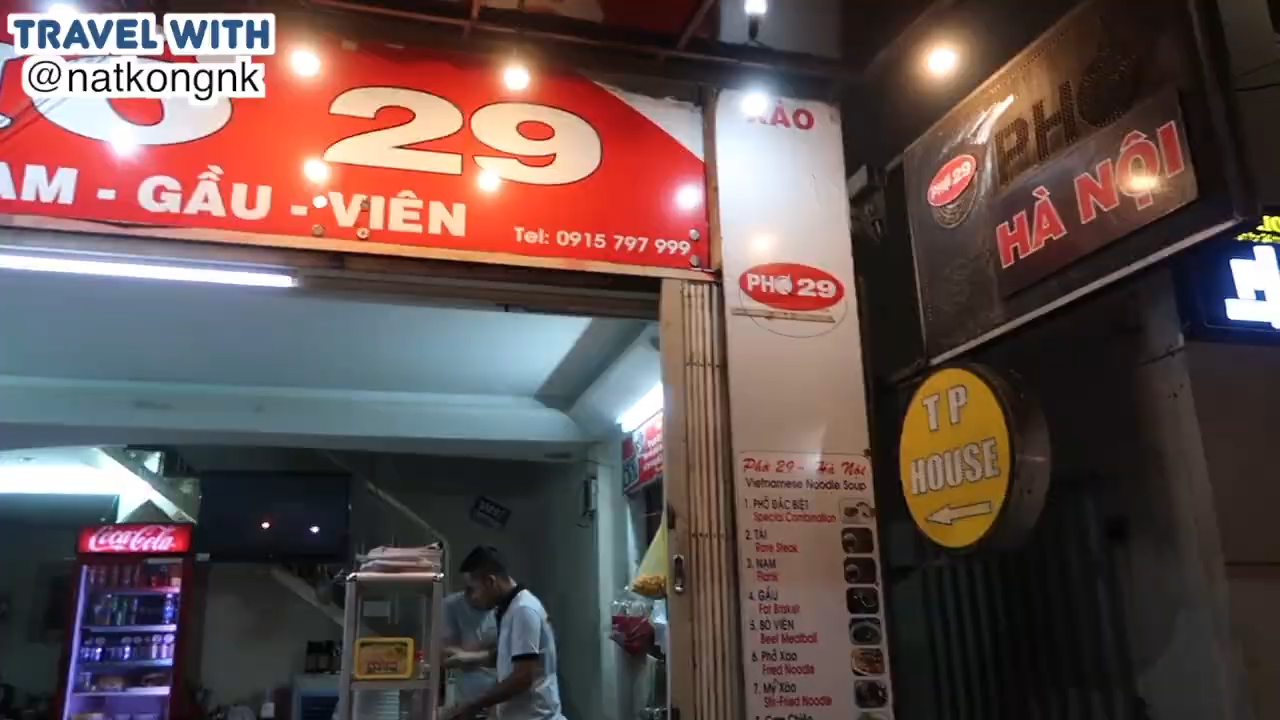 TRAVEL WITH
@natkongnk
29
GẦU - VIÊN
Tel: 0915 797 999
XÀO
PHỞ 29
PHỞ 29
PHỞ
HÀ NỘI
TP
HOUSE
Coca-Cola
Phở 29 - Hà Nội
Vietnamese Noodle Soup
1. PHỞ ĐẶC BIỆT
Special Combination
2. TÁI
Rare Steak
3. NẠM
Flank
4. GẦU
Fat Brisket
5. BÒ VIÊN
Beef Meatball
6. Phở Xào
Fried Noodle
7. Mỳ Xào
Stir-Fried Noodle